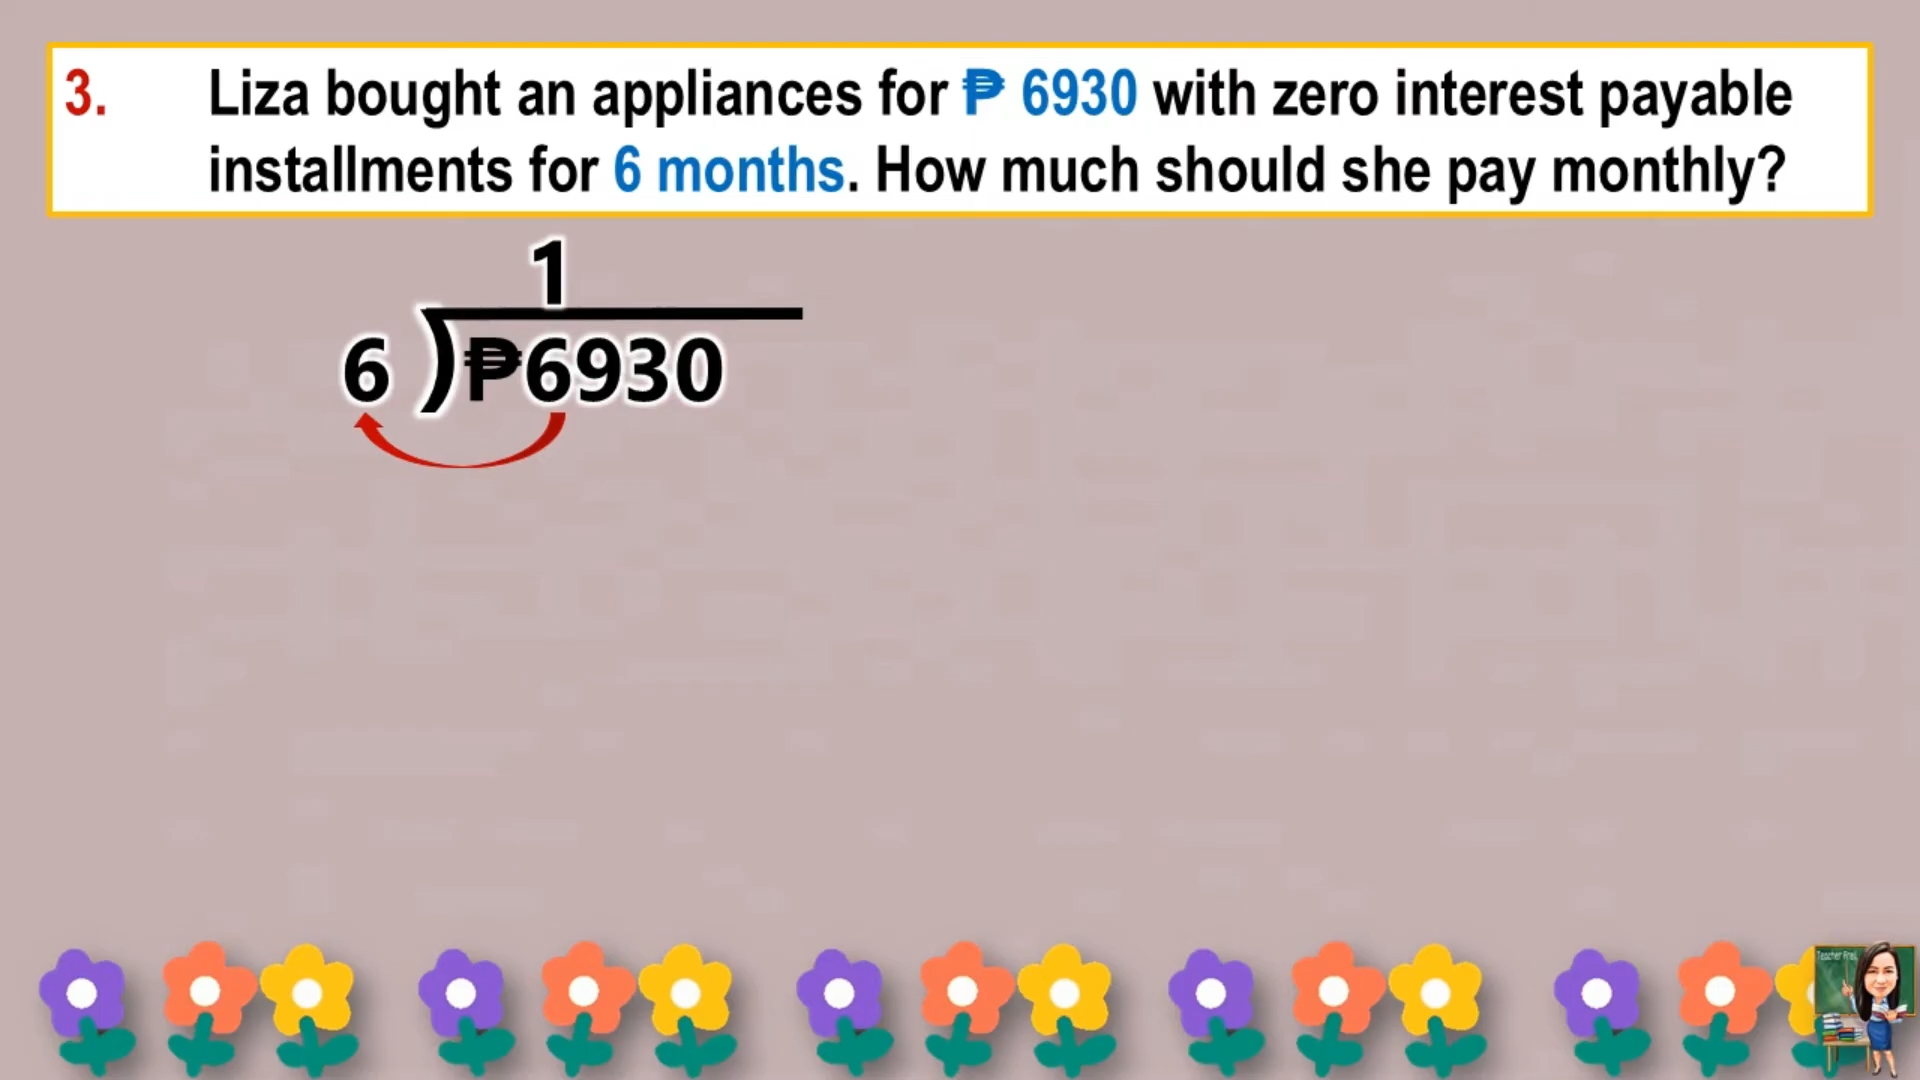 3. Liza bought an appliances for ₱ 6930 with zero interest payable
installments for 6 months. How much should she pay monthly?
1
6 ) ₱6930